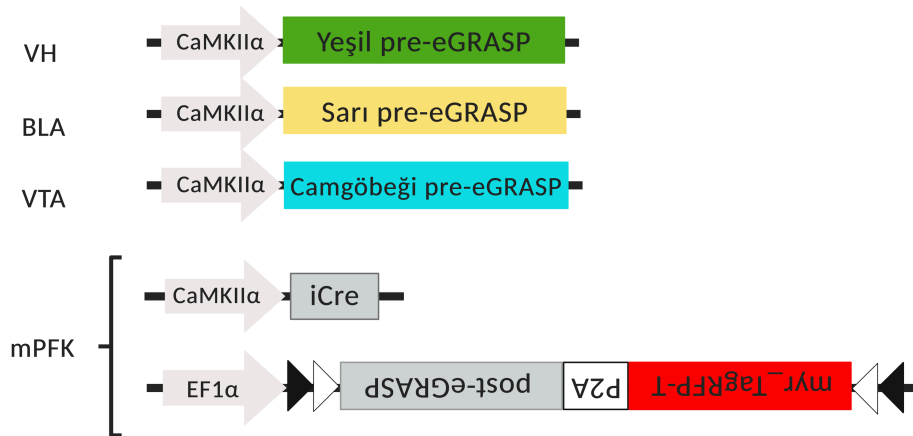 VH CaMKIIα Yeşil pre-eGRASP
BLA CaMKIIα Sarı pre-eGRASP
VTA CaMKIIα Camgöbeği pre-eGRASP
mPFK
CaMKIIα iCre
EF1α post-eGRASP P2A myr_TagRFP-T